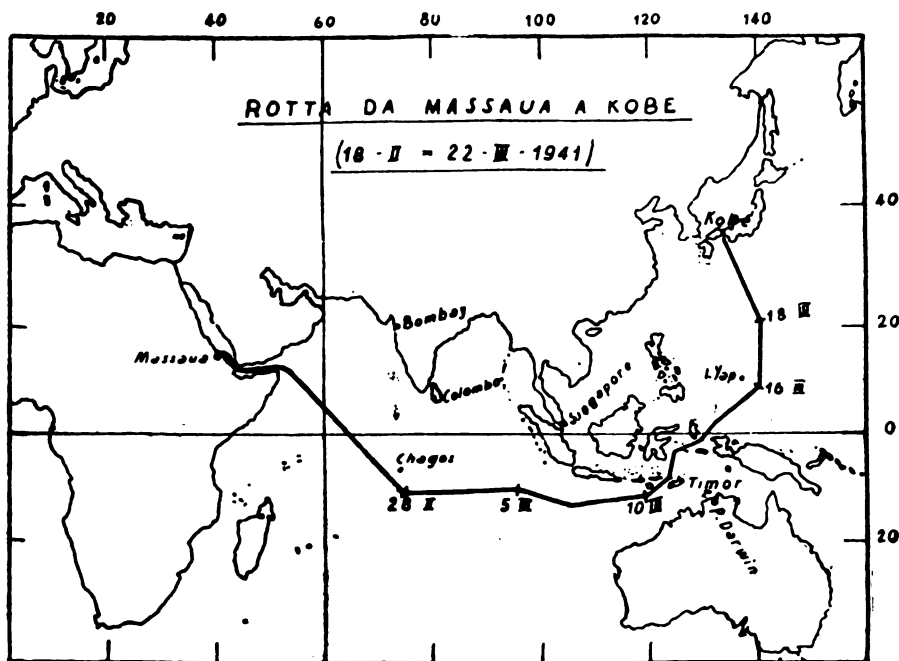 20 40 60 80 100 120 140
ROTTA DA MASSAUA A KOBE
(18 - II = 22 - III - 1941)
40
Kobe
18 III
20
Bombay
Massaua
Colombo
Singapore
I. Yap
16 III
0
Chagos
28 II
5 III
10 III
Timor
Darwin
20